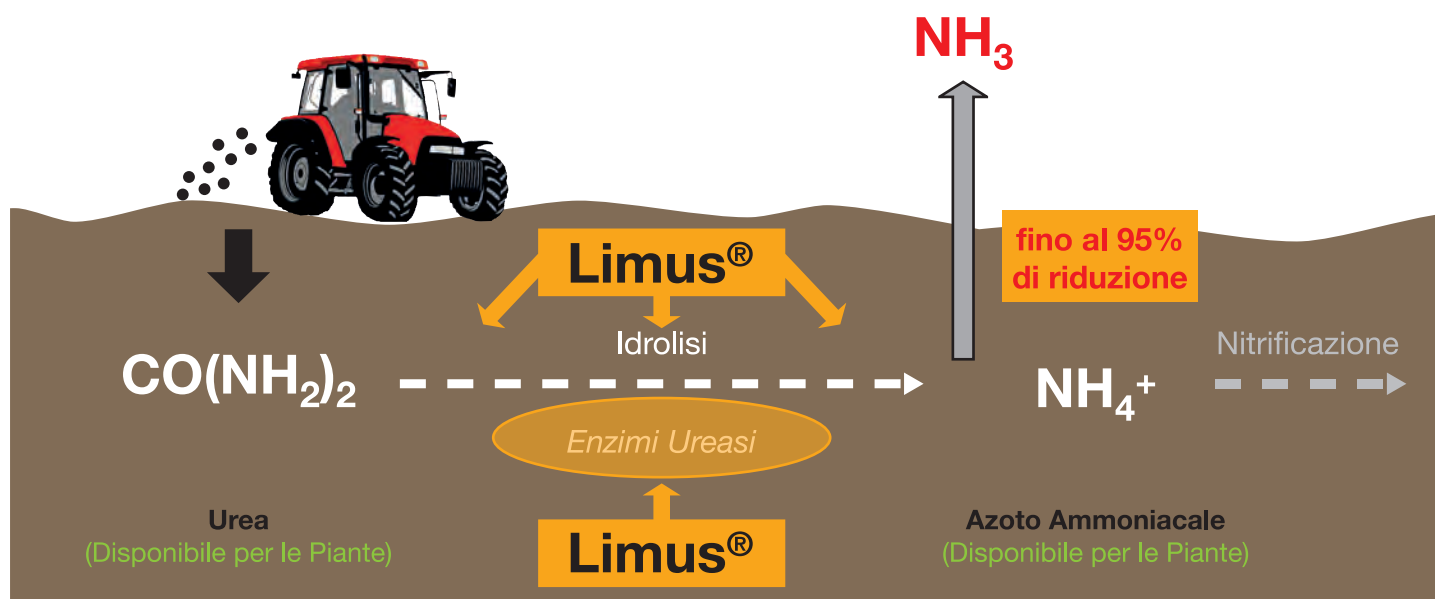 NH₃
Limus®
fino al 95%
di riduzione
Idrolisi
Nitrificazione
CO(NH₂)₂
NH₄⁺
Enzimi Ureasi
Urea
(Disponibile per le Piante)
Limus®
Azoto Ammoniacale
(Disponibile per le Piante)